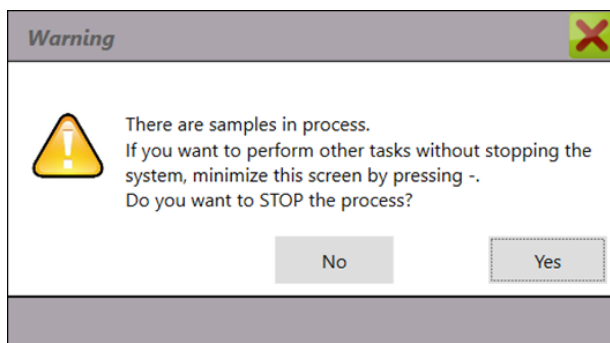 Warning
There are samples in process.
If you want to perform other tasks without stopping the
system, minimize this screen by pressing -.
Do you want to STOP the process?
No
Yes